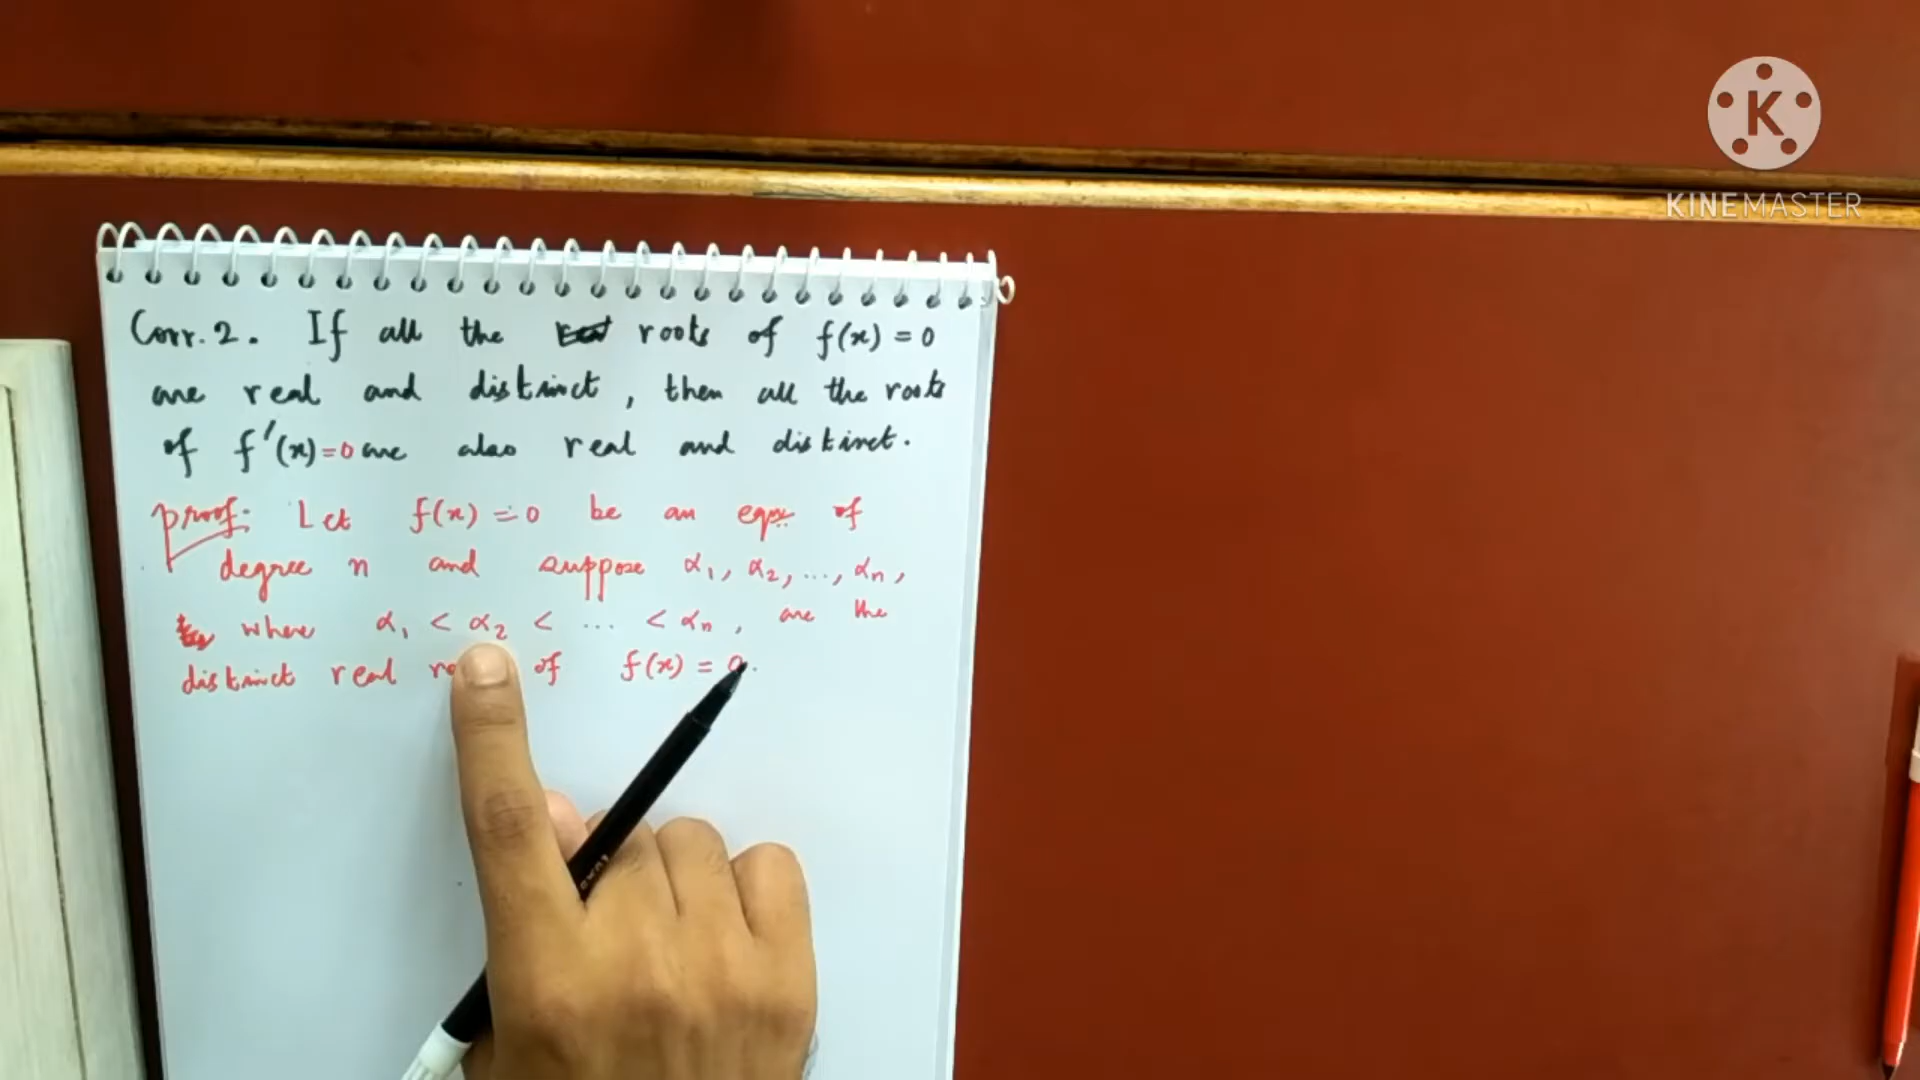 Corr. 2. If all the roots of f(x) = 0
are real and distinct, then all the roots
of f'(x) = 0 are also real and distinct.
Proof: Let f(x) = 0 be an eqn. of
degree n and suppose α₁, α₂, ..., αₙ,
where α₁ < α₂ < ... < αₙ, are the
distinct real of f(x) = 0.
K
KINEMASTER